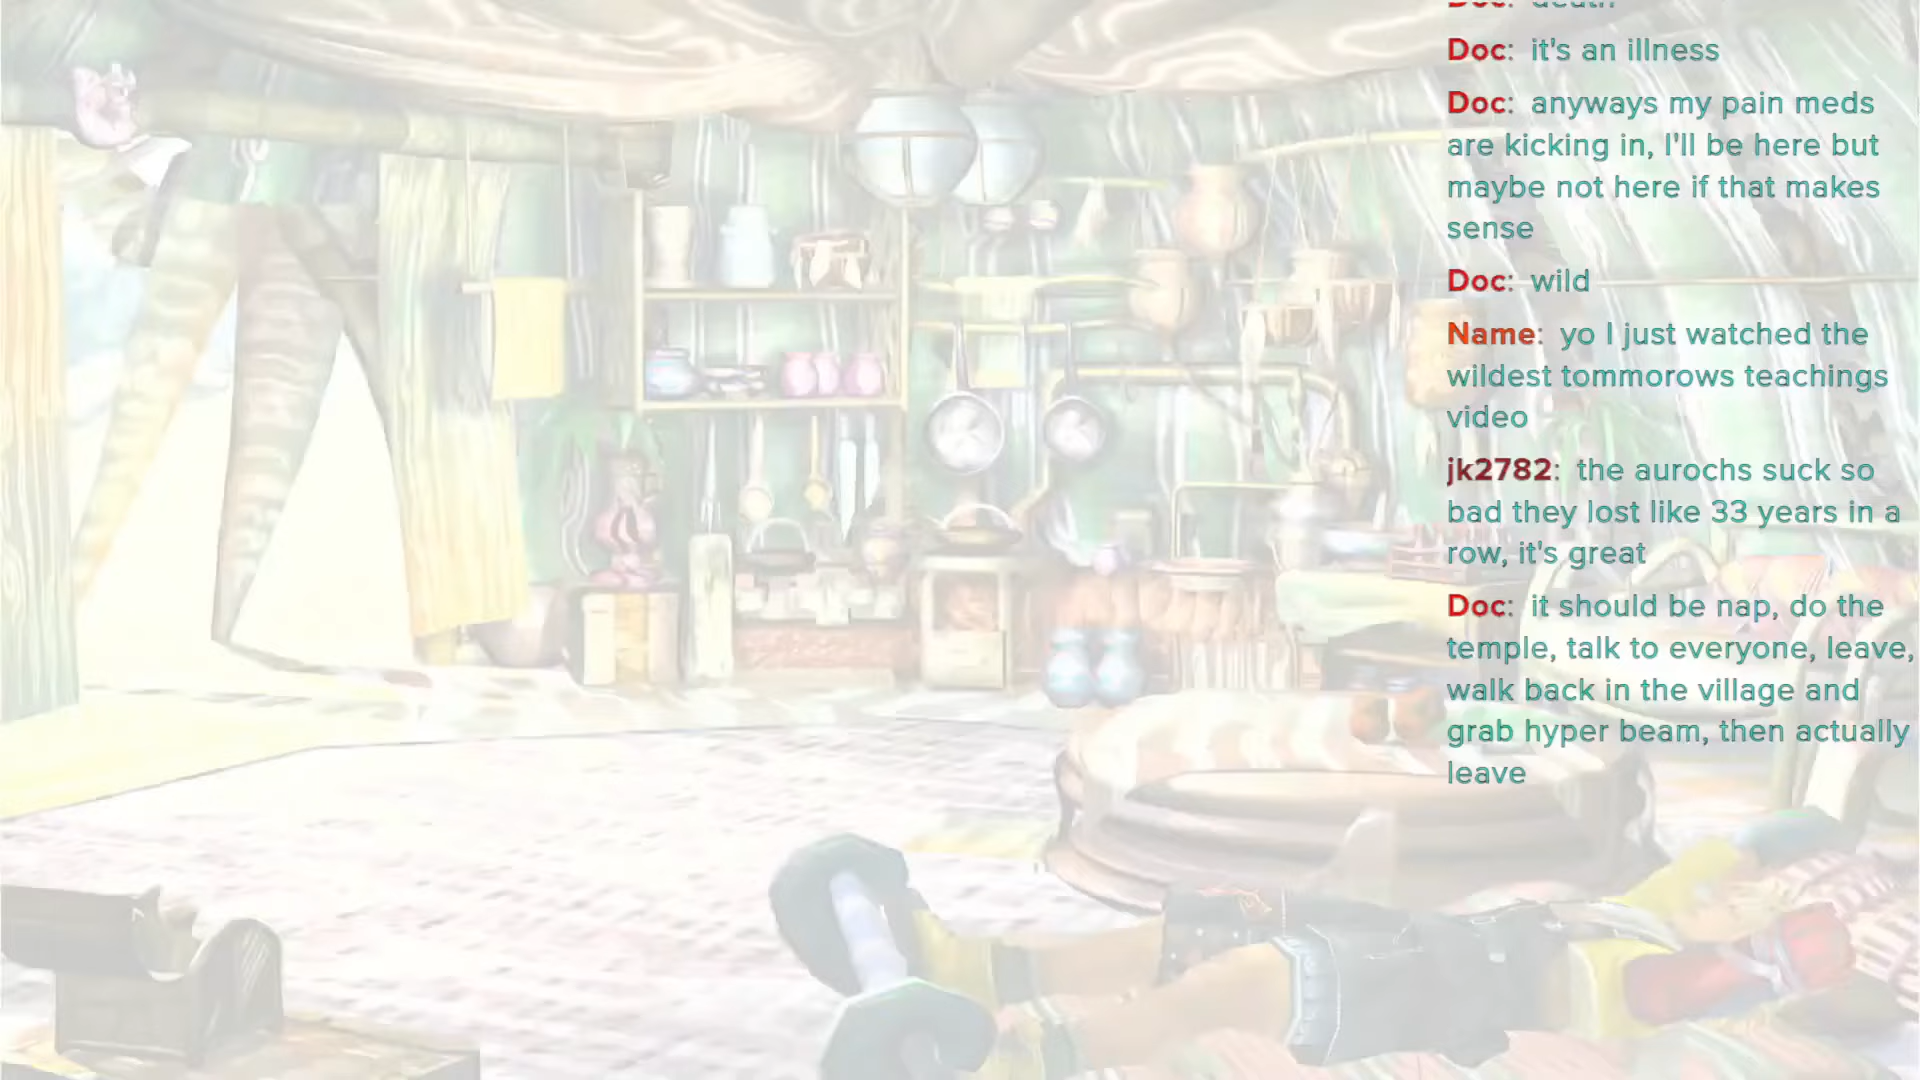 Doc: death
Doc: it's an illness
Doc: anyways my pain meds
are kicking in, I'll be here but
maybe not here if that makes
sense
Doc: wild
Name: yo I just watched the
wildest tommorows teachings
video
jk2782: the aurochs suck so
bad they lost like 33 years in a
row, it's great
Doc: it should be nap, do the
temple, talk to everyone, leave,
walk back in the village and
grab hyper beam, then actually
leave